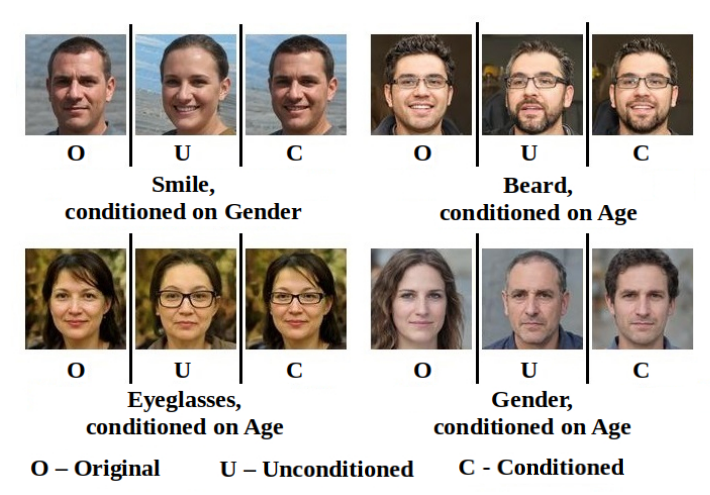 O U C O U C
Smile,
conditioned on Gender
Beard,
conditioned on Age
O U C O U C
Eyeglasses,
conditioned on Age
Gender,
conditioned on Age
O – Original U – Unconditioned C - Conditioned